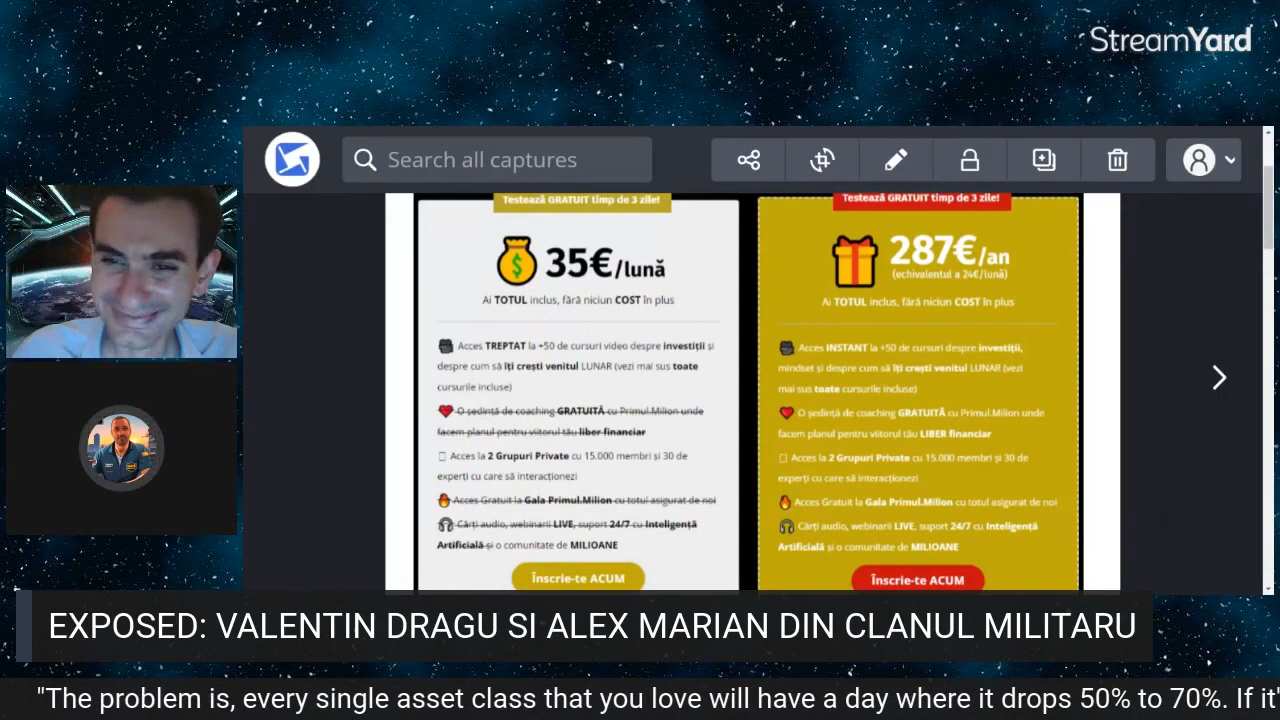 StreamYard
Search all captures
Testează GRATUIT timp de 3 zile!
35€/lună
Ai TOTUL inclus, fără niciun COST în plus
Acces TREPTAT la +50 de cursuri video despre investiții și
despre cum să îți crești venitul LUNAR (vezi mai sus toate
cursurile incluse)
O ședință de coaching GRATUITĂ cu Primul.Milion unde
facem planul pentru viitorul tău liber financiar
Acces la 2 Grupuri Private cu 15.000 membri și 30 de
experți cu care să interacționezi
Acces Gratuit la Gala Primul.Milion cu totul asigurat de noi
Cărți audio, webinarii LIVE, suport 24/7 cu Inteligență
Artificială și o comunitate de MILIOANE
Înscrie-te ACUM
Testează GRATUIT timp de 3 zile!
287€/an
(echivalentul a 24€/lună)
Ai TOTUL inclus, fără niciun COST în plus
Acces INSTANT la +50 de cursuri despre investiții,
mindset și despre cum să îți crești venitul LUNAR (vezi
mai sus toate cursurile incluse)
O ședință de coaching GRATUITĂ cu Primul.Milion unde
facem planul pentru viitorul tău LIBER financiar
Acces la 2 Grupuri Private cu 15.000 membri și 30 de
experți cu care să interacționezi
Acces Gratuit la Gala Primul.Milion cu totul asigurat de noi
Cărți audio, webinarii LIVE, suport 24/7 cu Inteligență
Artificială și o comunitate de MILIOANE
Înscrie-te ACUM
EXPOSED: VALENTIN DRAGU SI ALEX MARIAN DIN CLANUL MILITARU
"The problem is, every single asset class that you love will have a day where it drops 50% to 70%. If it'